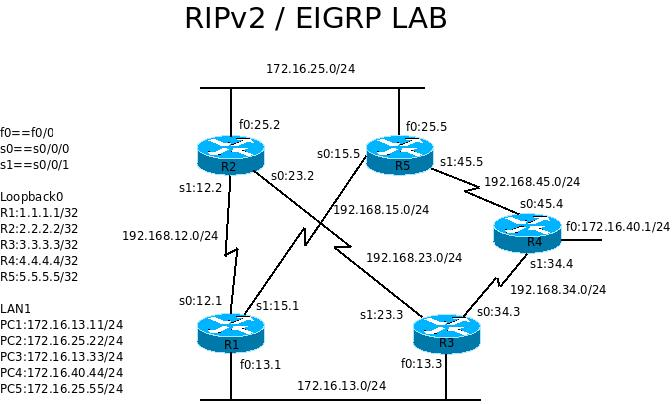 RIPv2 / EIGRP LAB
172.16.25.0/24
f0==f0/0
s0==s0/0/0
s1==s0/0/1
Loopback0
R1:1.1.1.1/32
R2:2.2.2.2/32
R3:3.3.3.3/32
R4:4.4.4.4/32
R5:5.5.5.5/32
LAN1
PC1:172.16.13.11/24
PC2:172.16.25.22/24
PC3:172.16.13.33/24
PC4:172.16.40.44/24
PC5:172.16.25.55/24
f0:25.2
R2
s1:12.2
s0:23.2
f0:25.5
s0:15.5
R5
s1:45.5
192.168.45.0/24
s0:45.4
f0:172.16.40.1/24
R4
s1:34.4
192.168.15.0/24
192.168.12.0/24
192.168.23.0/24
192.168.34.0/24
s0:12.1
s1:15.1
R1
f0:13.1
s1:23.3
s0:34.3
R3
f0:13.3
172.16.13.0/24